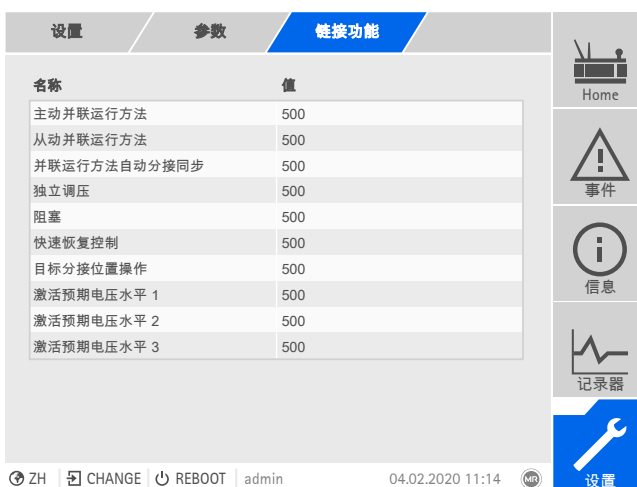 设置 参数 链接功能
名称 值
主动并联运行方法 500
从动并联运行方法 500
并联运行方法自动分接同步 500
独立调压 500
阻塞 500
快速恢复控制 500
目标分接位置操作 500
激活预期电压水平 1 500
激活预期电压水平 2 500
激活预期电压水平 3 500
Home
事件
信息
记录器
设置
ZH CHANGE REBOOT admin 04.02.2020 11:14 MR